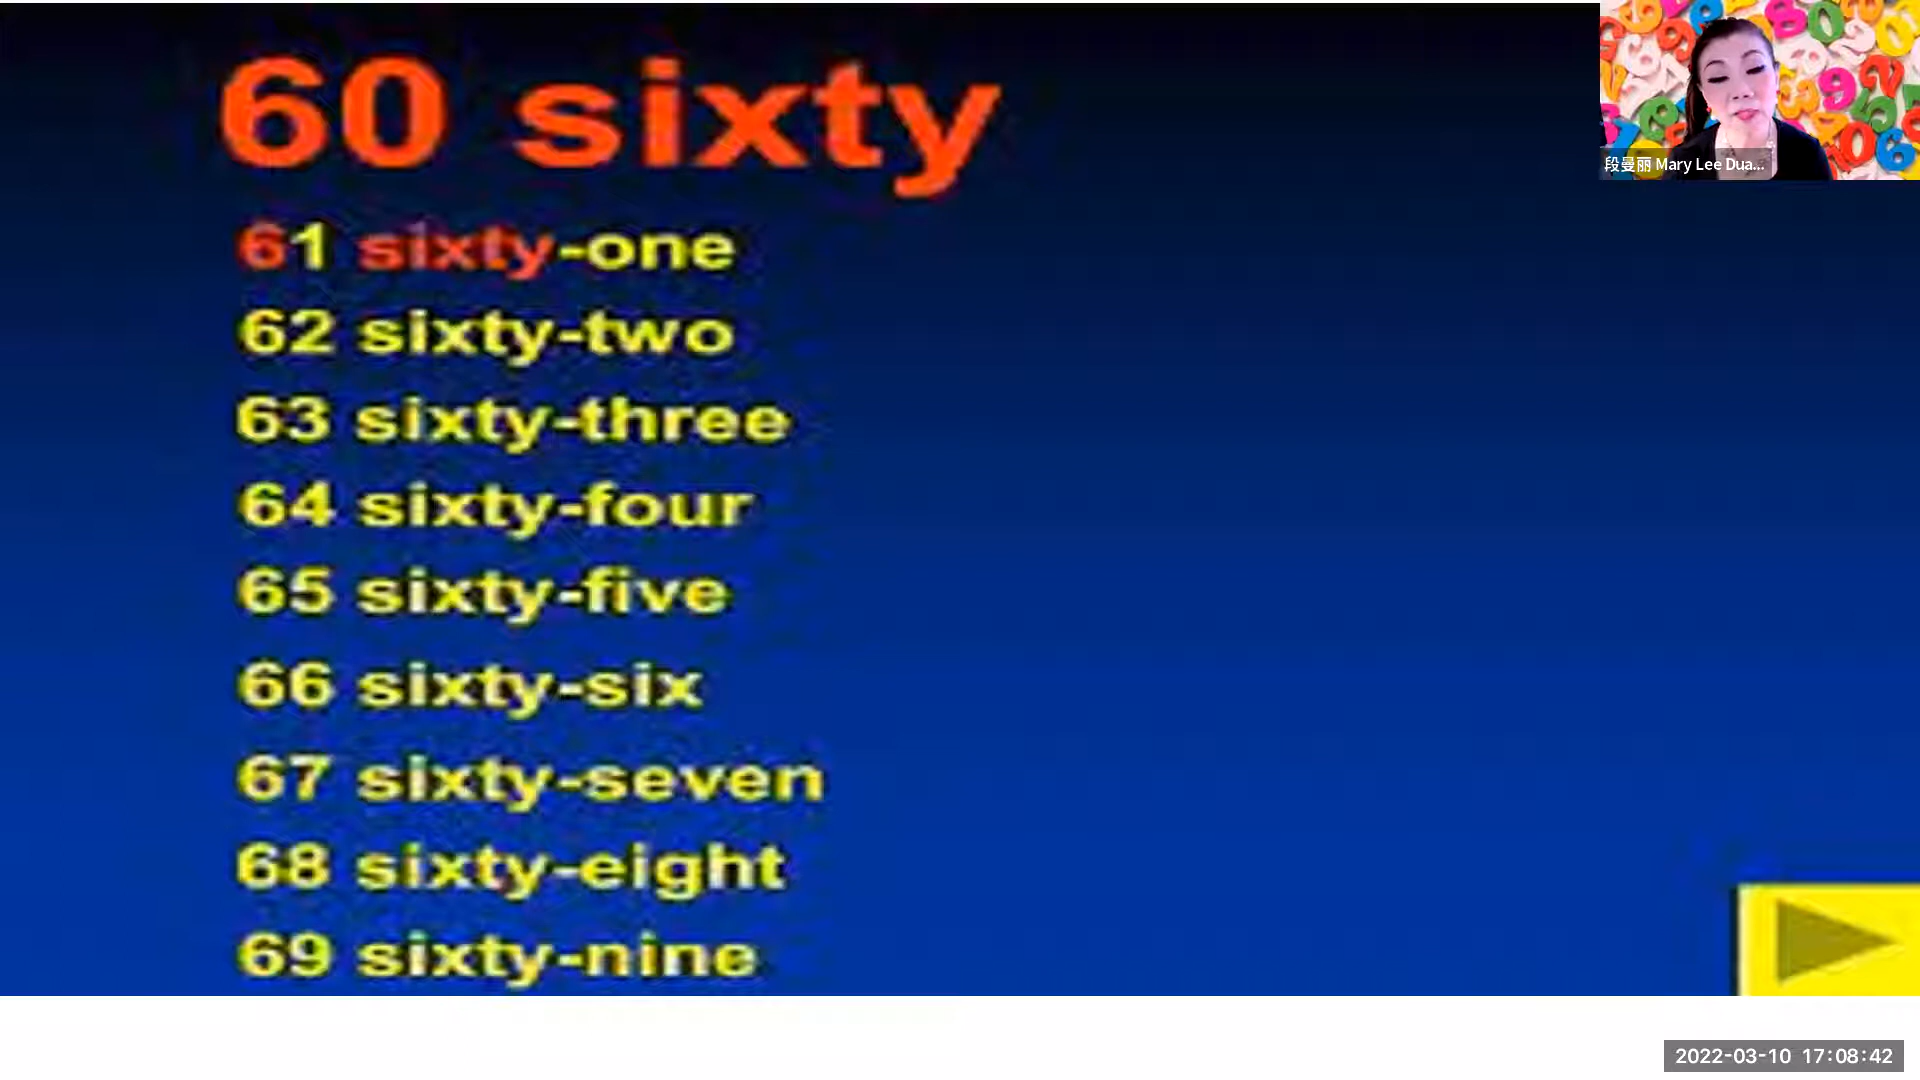 60 sixty
61 sixty-one
62 sixty-two
63 sixty-three
64 sixty-four
65 sixty-five
66 sixty-six
67 sixty-seven
68 sixty-eight
69 sixty-nine
段曼丽 Mary Lee Dua...
2022-03-10 17:08:42